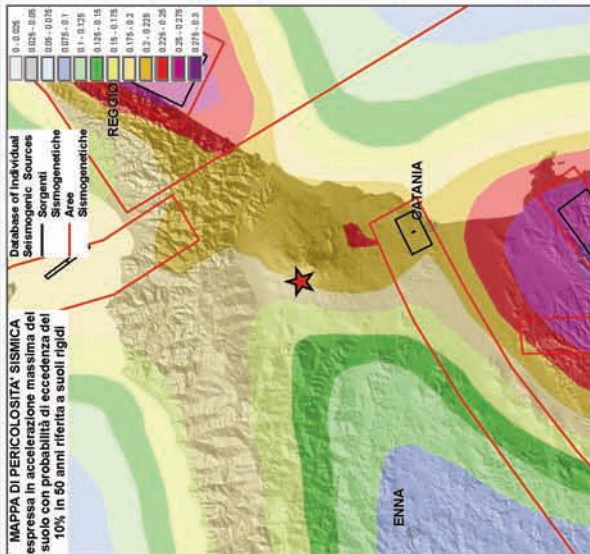 MAPPA DI PERICOLOSITA' SISMICA
espressa in accelerazione massima del
suolo con probabilità di eccedenza del
10% in 50 anni riferita a suoli rigidi
Database of Individual
Seismogenic Sources
Sorgenti
Sismogenetiche
Aree
Sismogenetiche
0 - 0.025
0.025 - 0.05
0.05 - 0.075
0.075 - 0.1
0.1 - 0.125
0.125 - 0.15
0.15 - 0.175
0.175 - 0.2
0.2 - 0.225
0.225 - 0.25
0.25 - 0.275
0.275 - 0.3
REGGIO
CATANIA
ENNA